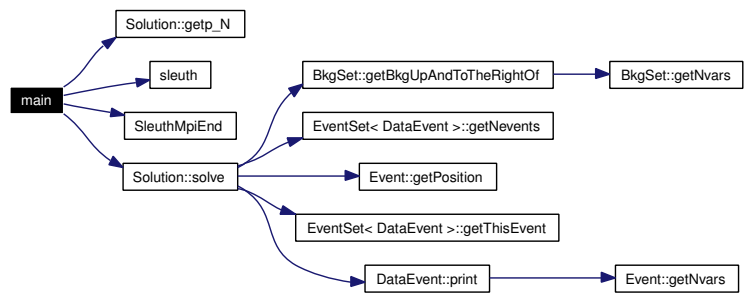 Solution::getp_N
sleuth
BkgSet::getBkgUpAndToTheRightOf
BkgSet::getNvars
main
SleuthMpiEnd
EventSet< DataEvent >::getNevents
Solution::solve
Event::getPosition
EventSet< DataEvent >::getThisEvent
DataEvent::print
Event::getNvars